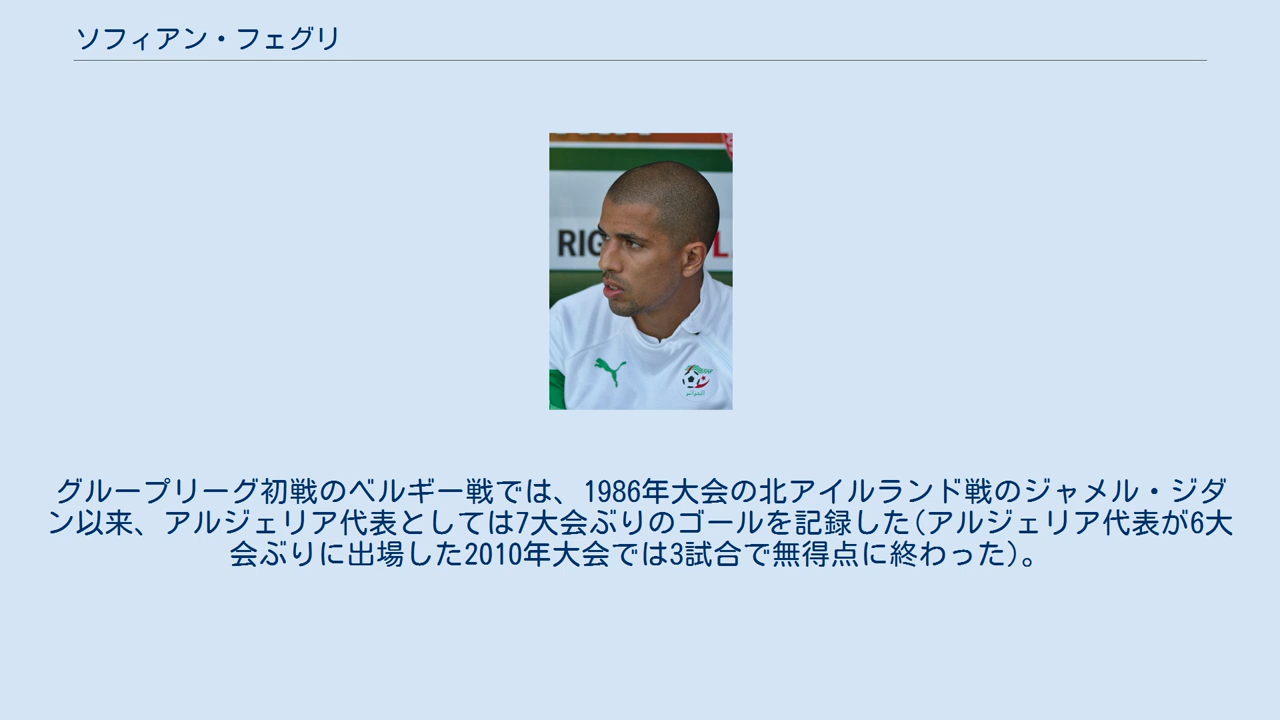 ソフィアン・フェグリ
RIG
L
グループリーグ初戦のベルギー戦では、1986年大会の北アイルランド戦のジャメル・ジダ
ン以来、アルジェリア代表としては7大会ぶりのゴールを記録した(アルジェリア代表が6大
会ぶりに出場した2010年大会では3試合で無得点に終わった)。